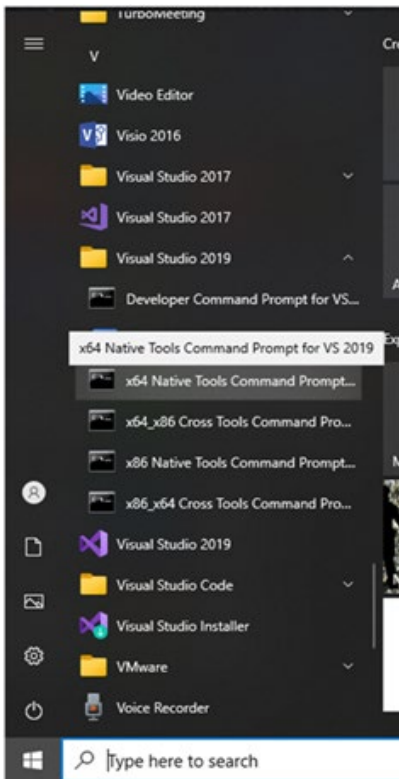 TurboMeeting
V
Video Editor
Visio 2016
Visual Studio 2017
Visual Studio 2017
Visual Studio 2019
Developer Command Prompt for VS...
x64 Native Tools Command Prompt for VS 2019
x64 Native Tools Command Prompt...
x64_x86 Cross Tools Command Pro...
x86 Native Tools Command Prompt...
x86_x64 Cross Tools Command Pro...
Visual Studio 2019
Visual Studio Code
Visual Studio Installer
VMware
Voice Recorder
Type here to search